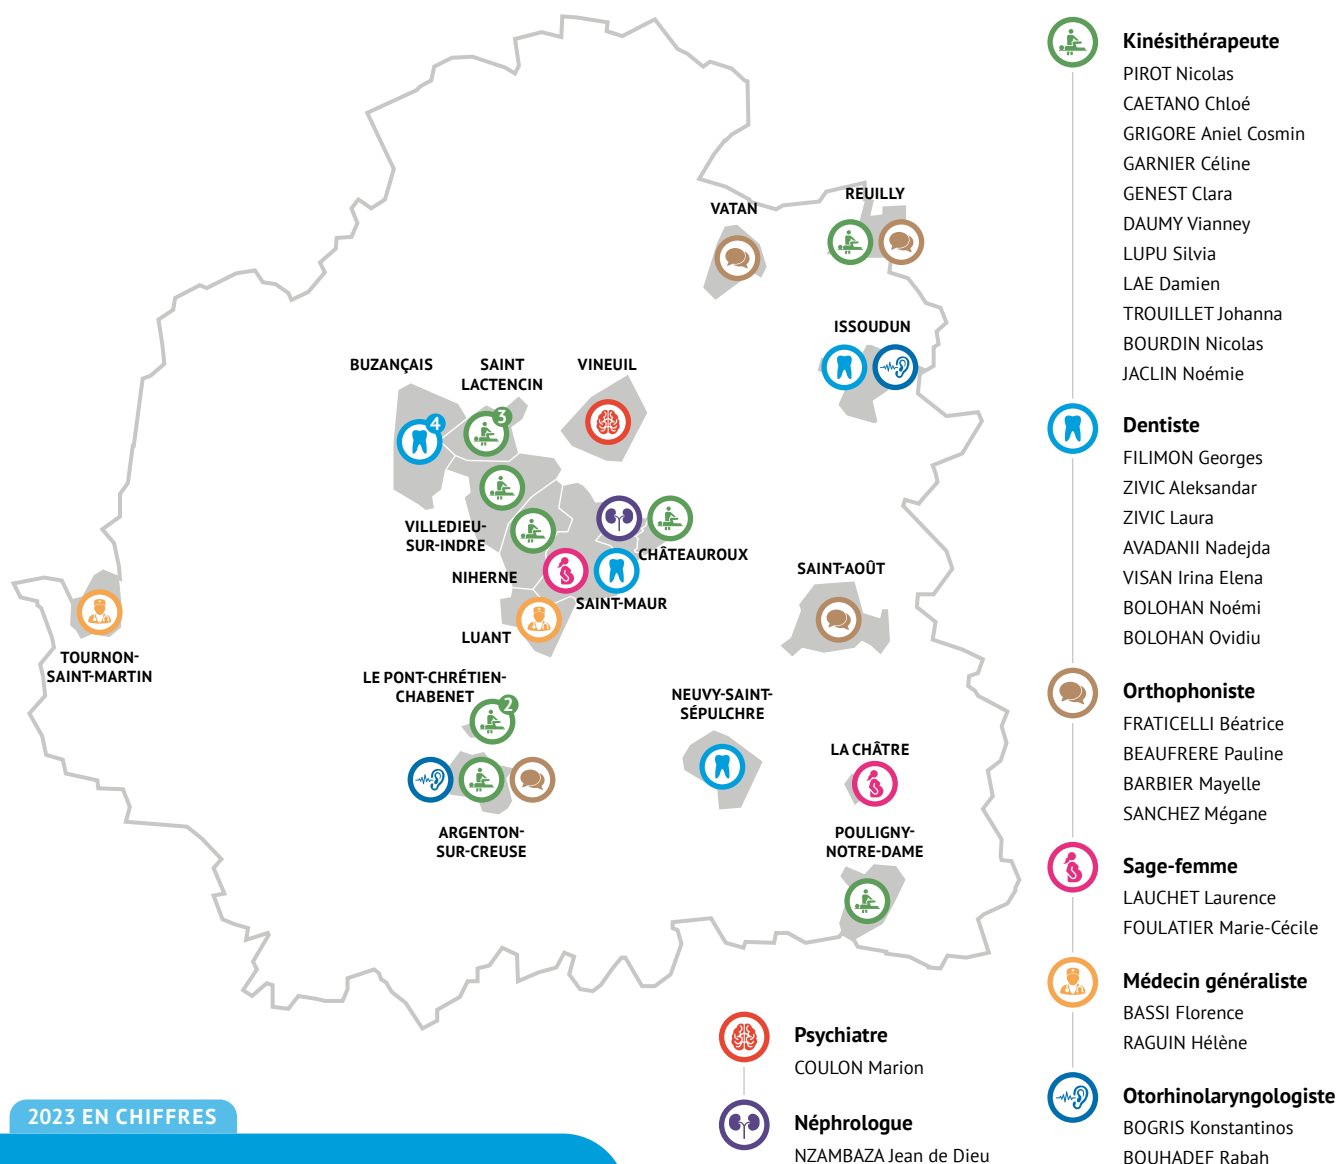 VATAN
REUILLY
ISSOUDUN
BUZANÇAIS
SAINT
LACTENCIN
VINEUIL
4
3
VILLEDIEU-
SUR-INDRE
CHÂTEAUROUX
NIHERNE
SAINT-MAUR
LUANT
SAINT-AOÛT
TOURNON-
SAINT-MARTIN
LE PONT-CHRÉTIEN-
CHABENET
2
NEUVY-SAINT-
SÉPULCHRE
LA CHÂTRE
ARGENTON-
SUR-CREUSE
POULIGNY-
NOTRE-DAME
Kinésithérapeute
PIROT Nicolas
CAETANO Chloé
GRIGORE Aniel Cosmin
GARNIER Céline
GENEST Clara
DAUMY Vianney
LUPU Silvia
LAE Damien
TROUILLET Johanna
BOURDIN Nicolas
JACLIN Noémie
Dentiste
FILIMON Georges
ZIVIC Aleksandar
ZIVIC Laura
AVADANII Nadejda
VISAN Irina Elena
BOLOHAN Noémi
BOLOHAN Ovidiu
Orthophoniste
FRATICELLI Béatrice
BEAUFRERE Pauline
BARBIER Mayelle
SANCHEZ Mégane
Sage-femme
LAUCHET Laurence
FOULATIER Marie-Cécile
Médecin généraliste
BASSI Florence
RAGUIN Hélène
Otorhinolaryngologiste
BOGRIS Konstantinos
BOUHADEF Rabah
Psychiatre
COULON Marion
Néphrologue
NZAMBAZA Jean de Dieu
2023 EN CHIFFRES